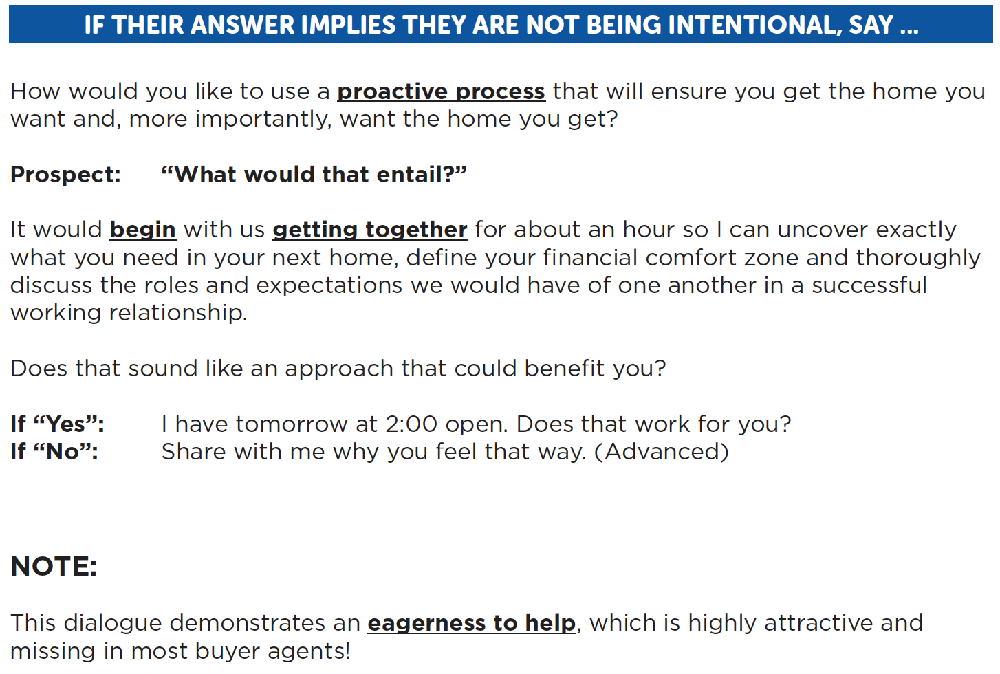 IF THEIR ANSWER IMPLIES THEY ARE NOT BEING INTENTIONAL, SAY ...
How would you like to use a proactive process that will ensure you get the home you
want and, more importantly, want the home you get?
Prospect: “What would that entail?”
It would begin with us getting together for about an hour so I can uncover exactly
what you need in your next home, define your financial comfort zone and thoroughly
discuss the roles and expectations we would have of one another in a successful
working relationship.
Does that sound like an approach that could benefit you?
If “Yes”: I have tomorrow at 2:00 open. Does that work for you?
If “No”: Share with me why you feel that way. (Advanced)
NOTE:
This dialogue demonstrates an eagerness to help, which is highly attractive and
missing in most buyer agents!